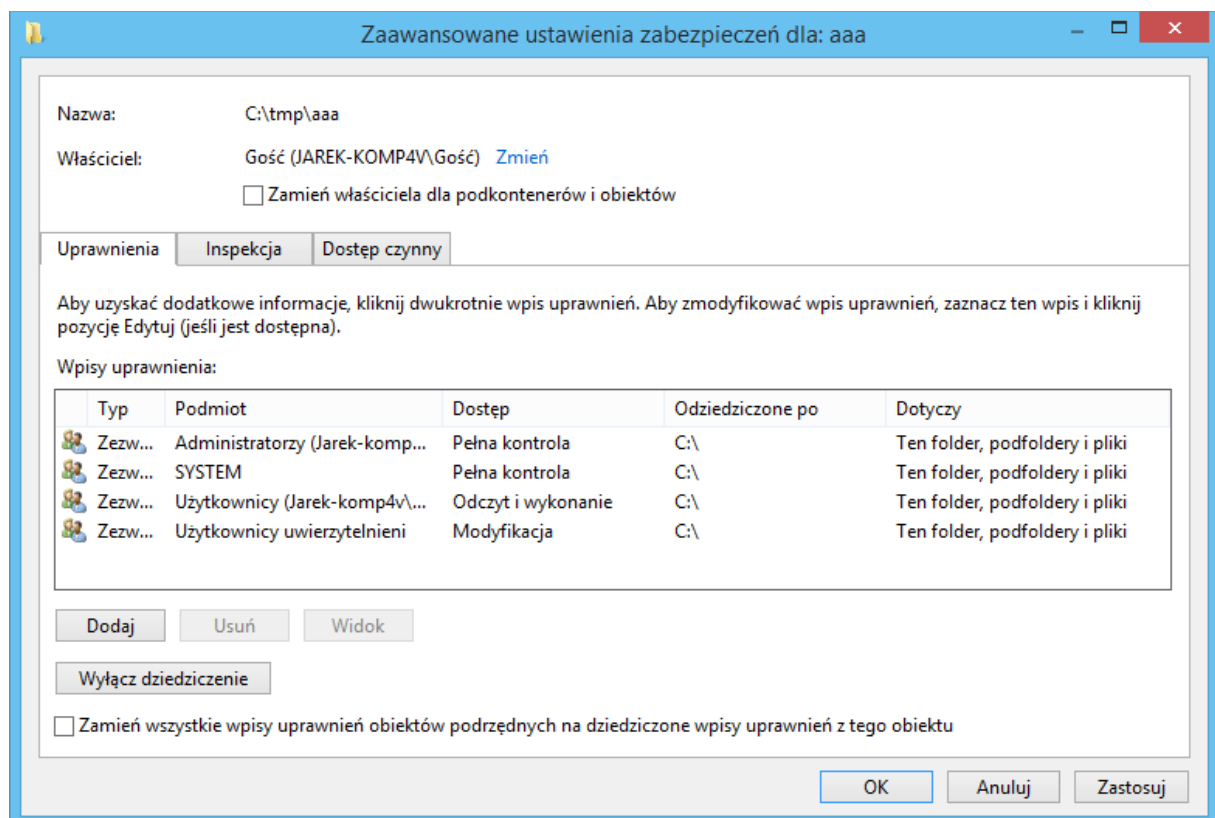 Zaawansowane ustawienia zabezpieczeń dla: aaa
Nazwa: C:\tmp\aaa
Właściciel: Gość (JAREK-KOMP4V\Gość) Zmień
Zamień właściciela dla podkontenerów i obiektów
Uprawnienia Inspekcja Dostęp czynny
Aby uzyskać dodatkowe informacje, kliknij dwukrotnie wpis uprawnień. Aby zmodyfikować wpis uprawnień, zaznacz ten wpis i kliknij
pozycję Edytuj (jeśli jest dostępna).
Wpisy uprawnienia:
Typ Podmiot Dostęp Odziedziczone po Dotyczy
Zezw... Administratorzy (Jarek-komp... Pełna kontrola C:\ Ten folder, podfoldery i pliki
Zezw... SYSTEM Pełna kontrola C:\ Ten folder, podfoldery i pliki
Zezw... Użytkownicy (Jarek-komp4v\... Odczyt i wykonanie C:\ Ten folder, podfoldery i pliki
Zezw... Użytkownicy uwierzytelnieni Modyfikacja C:\ Ten folder, podfoldery i pliki
Dodaj Usuń Widok
Wyłącz dziedziczenie
Zamień wszystkie wpisy uprawnień obiektów podrzędnych na dziedziczone wpisy uprawnień z tego obiektu
OK Anuluj Zastosuj